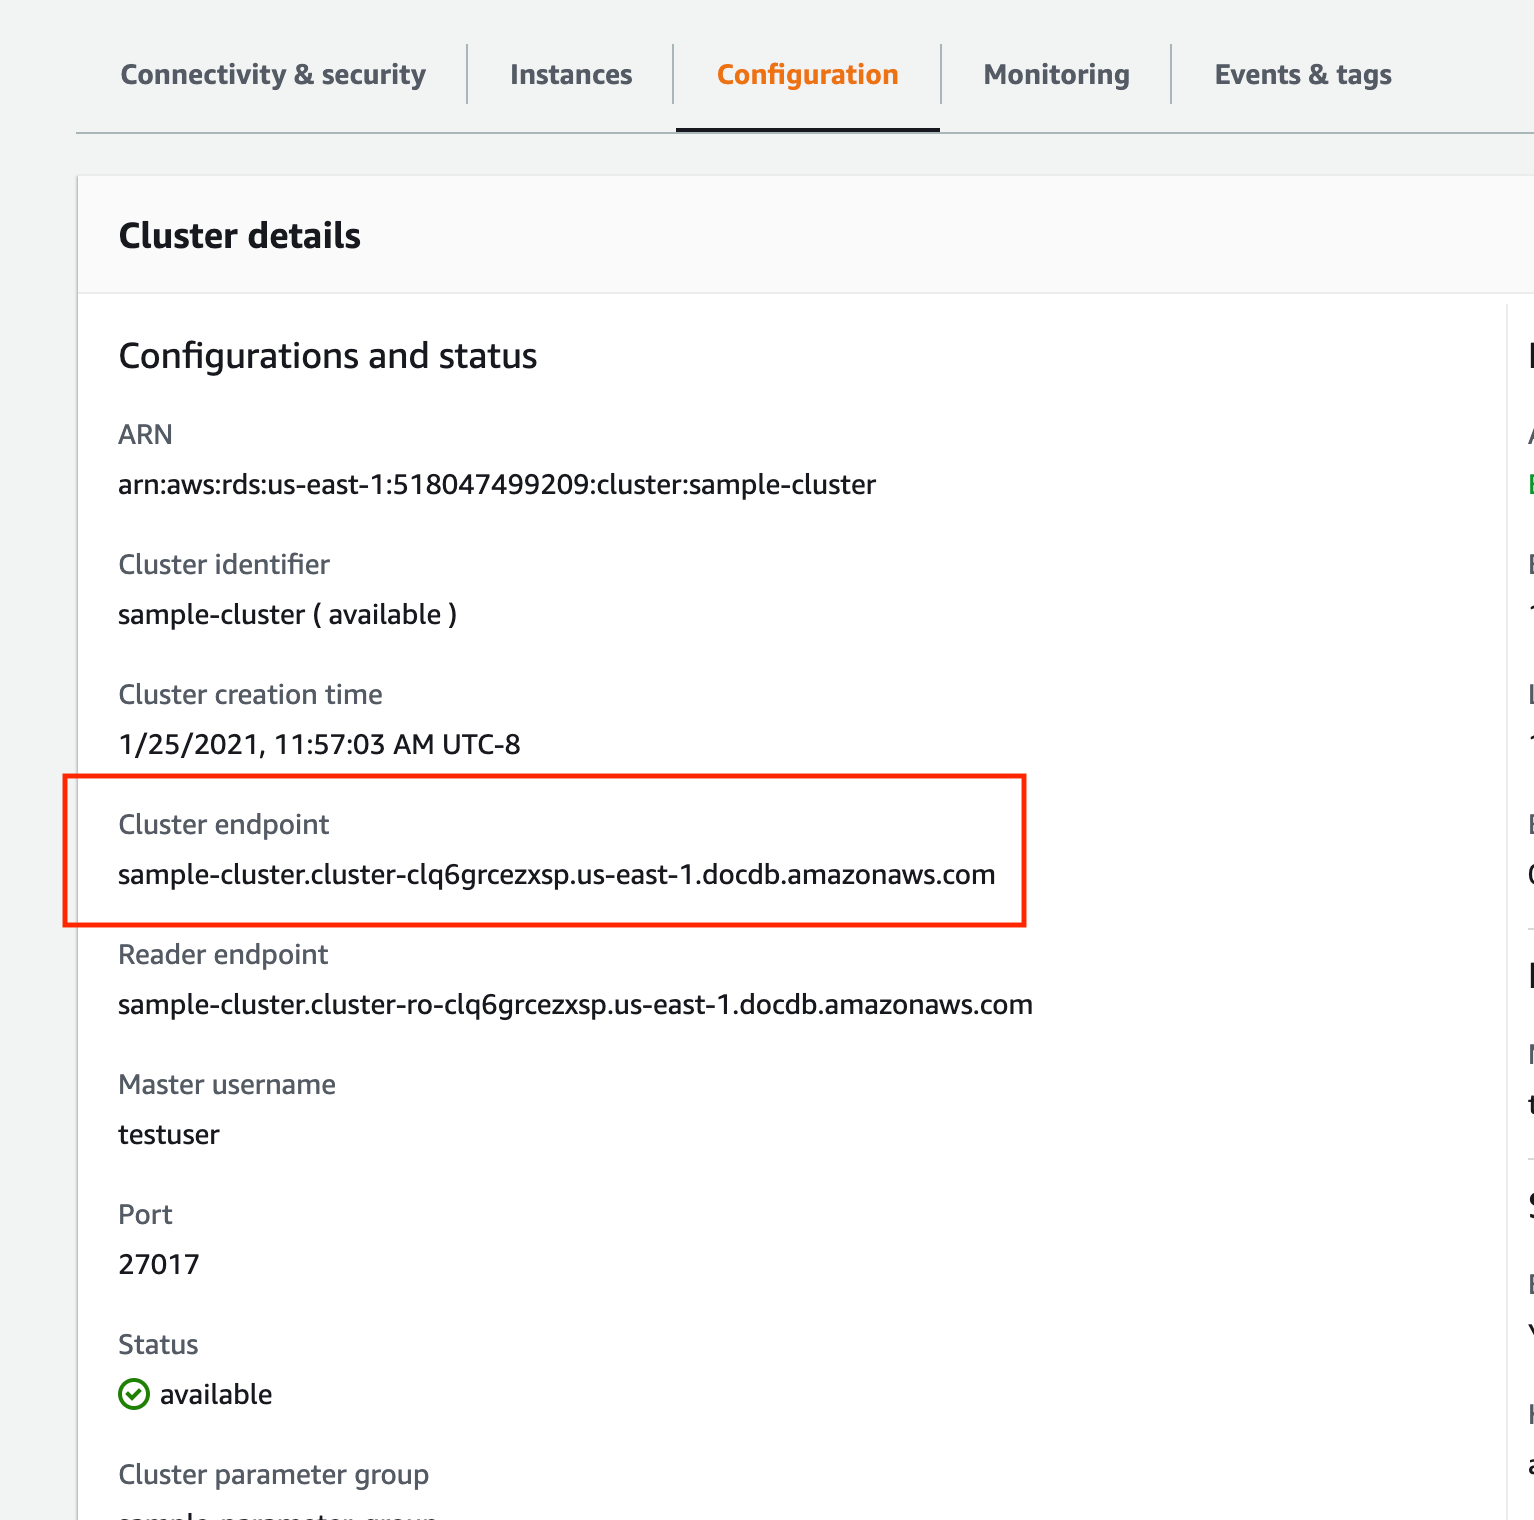 Connectivity & security Instances Configuration Monitoring Events & tags
Cluster details
Configurations and status
ARN
arn:aws:rds:us-east-1:518047499209:cluster:sample-cluster
Cluster identifier
sample-cluster ( available )
Cluster creation time
1/25/2021, 11:57:03 AM UTC-8
Cluster endpoint
sample-cluster.cluster-clq6grcezxsp.us-east-1.docdb.amazonaws.com
Reader endpoint
sample-cluster.cluster-ro-clq6grcezxsp.us-east-1.docdb.amazonaws.com
Master username
testuser
Port
27017
Status
available
Cluster parameter group
sample-parameter-group